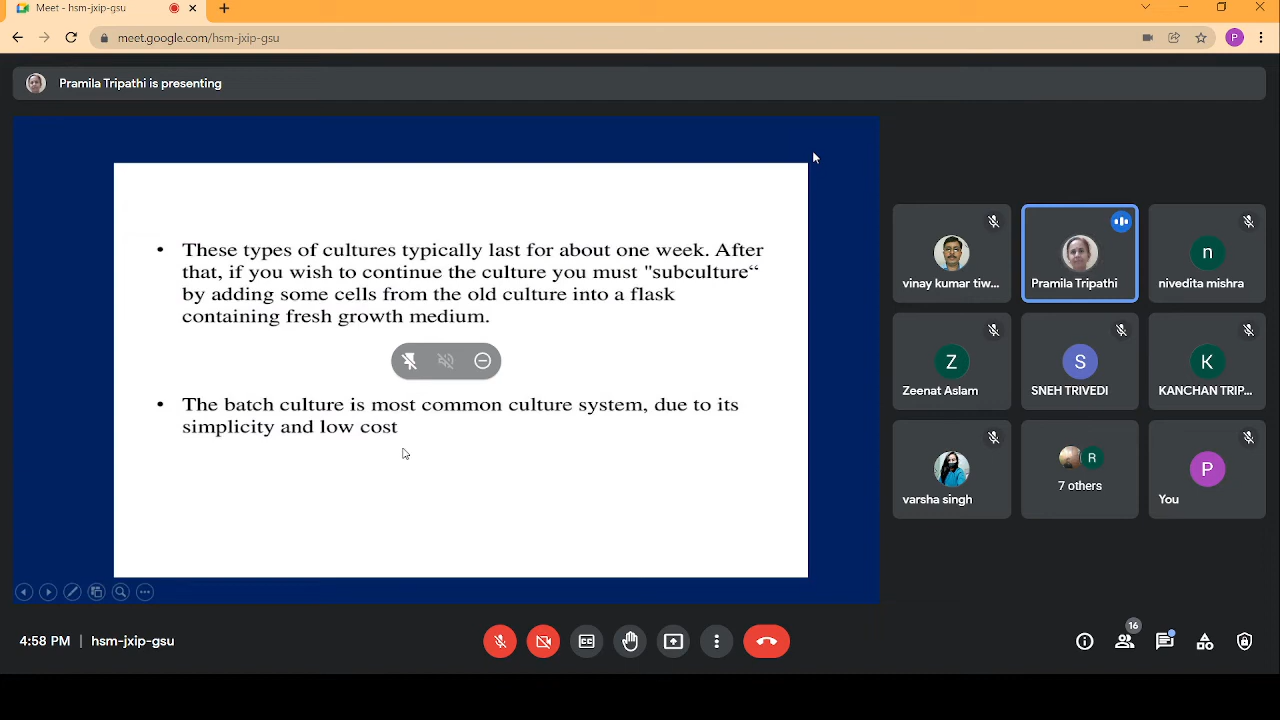 Meet - hsm-jxip-gsu
meet.google.com/hsm-jxip-gsu
P
Pramila Tripathi is presenting
• These types of cultures typically last for about one week. After
that, if you wish to continue the culture you must "subculture“
by adding some cells from the old culture into a flask
containing fresh growth medium.
• The batch culture is most common culture system, due to its
simplicity and low cost
vinay kumar tiw...
Pramila Tripathi
n
nivedita mishra
Z
Zeenat Aslam
S
SNEH TRIVEDI
K
KANCHAN TRIP...
varsha singh
R
7 others
P
You
4:58 PM | hsm-jxip-gsu
CC
16